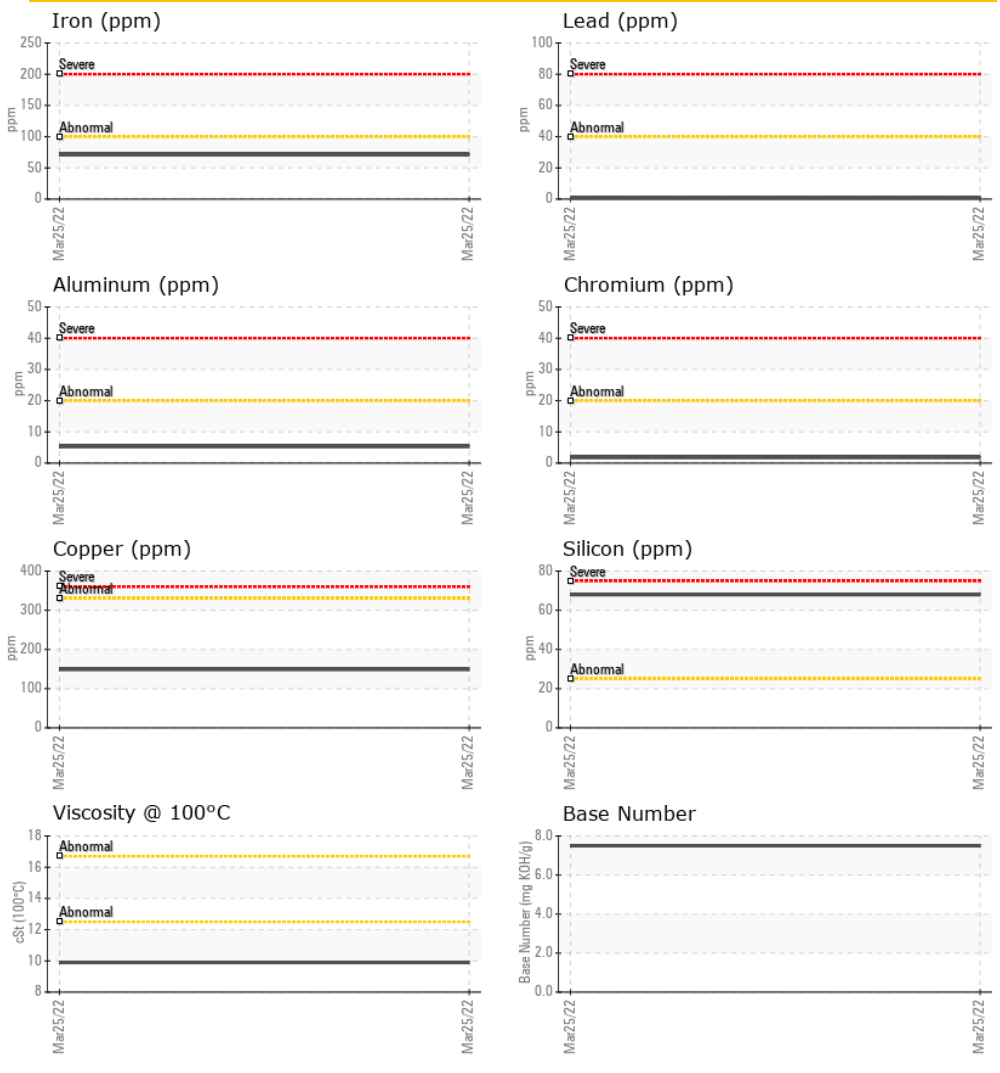 Iron (ppm)
250
200
150
100
50
0
ppm
Severe
Abnormal
Mar25/22
Mar25/22
Lead (ppm)
100
80
60
40
20
0
ppm
Severe
Abnormal
Mar25/22
Mar25/22
Aluminum (ppm)
50
40
30
20
10
0
ppm
Severe
Abnormal
Mar25/22
Mar25/22
Chromium (ppm)
50
40
30
20
10
0
ppm
Severe
Abnormal
Mar25/22
Mar25/22
Copper (ppm)
400
300
200
100
0
ppm
Severe
Abnormal
Mar25/22
Mar25/22
Silicon (ppm)
80
60
40
20
0
ppm
Severe
Abnormal
Mar25/22
Mar25/22
Viscosity @ 100°C
18
16
14
12
10
8
cSt (100°C)
Abnormal
Abnormal
Mar25/22
Mar25/22
Base Number
8.0
6.0
4.0
2.0
0.0
Base Number (mg KOH/g)
Mar25/22
Mar25/22